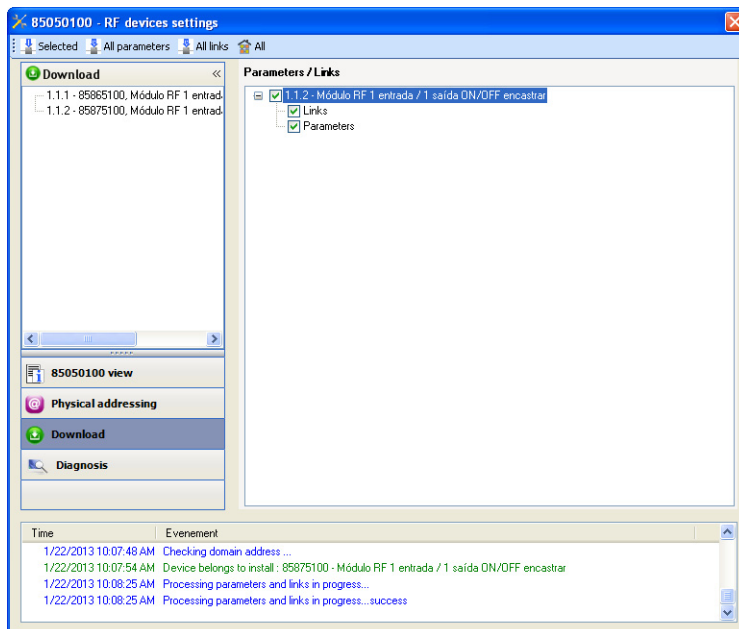 85050100 - RF devices settings
Selected All parameters All links All
Download «
1.1.1 - 85865100, Módulo RF 1 entrad
1.1.2 - 85875100, Módulo RF 1 entrad
85050100 view
Physical addressing
Download
Diagnosis
Parameters / Links
1.1.2 - Módulo RF 1 entrada / 1 saída ON/OFF encastrar
Links
Parameters
Time Evenement
1/22/2013 10:07:48 AM Checking domain address ...
1/22/2013 10:07:54 AM Device belongs to install : 85875100 - Módulo RF 1 entrada / 1 saída ON/OFF encastrar
1/22/2013 10:08:25 AM Processing parameters and links in progress...
1/22/2013 10:08:25 AM Processing parameters and links in progress...success